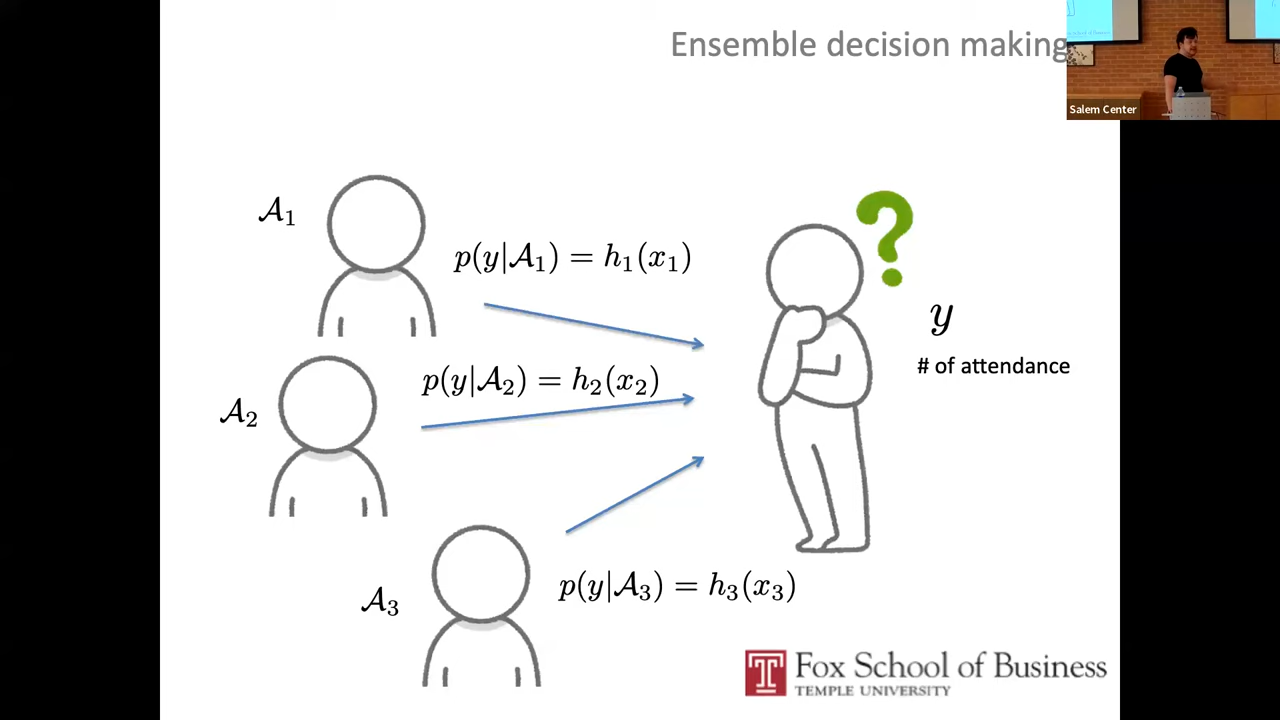 Ensemble decision making
Salem Center
𝒜₁
p(y|𝒜₁) = h₁(x₁)
?
y
# of attendance
p(y|𝒜₂) = h₂(x₂)
𝒜₂
p(y|𝒜₃) = h₃(x₃)
𝒜₃
Fox School of Business
TEMPLE UNIVERSITY